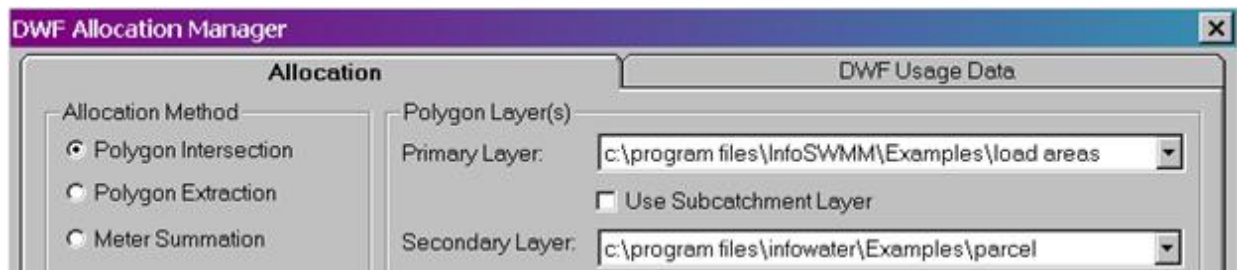 DWF Allocation Manager
Allocation
DWF Usage Data
Allocation Method
Polygon Intersection
Polygon Extraction
Meter Summation
Polygon Layer(s)
Primary Layer: c:\program files\InfoSWMM\Examples\load areas
Use Subcatchment Layer
Secondary Layer: c:\program files\infowater\Examples\parcel